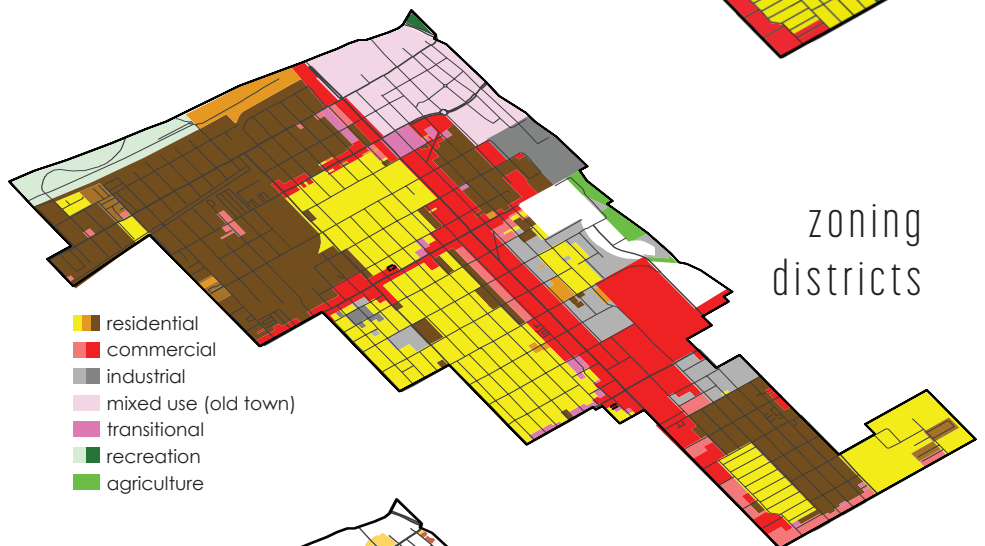 zoning
districts
residential
commercial
industrial
mixed use (old town)
transitional
recreation
agriculture